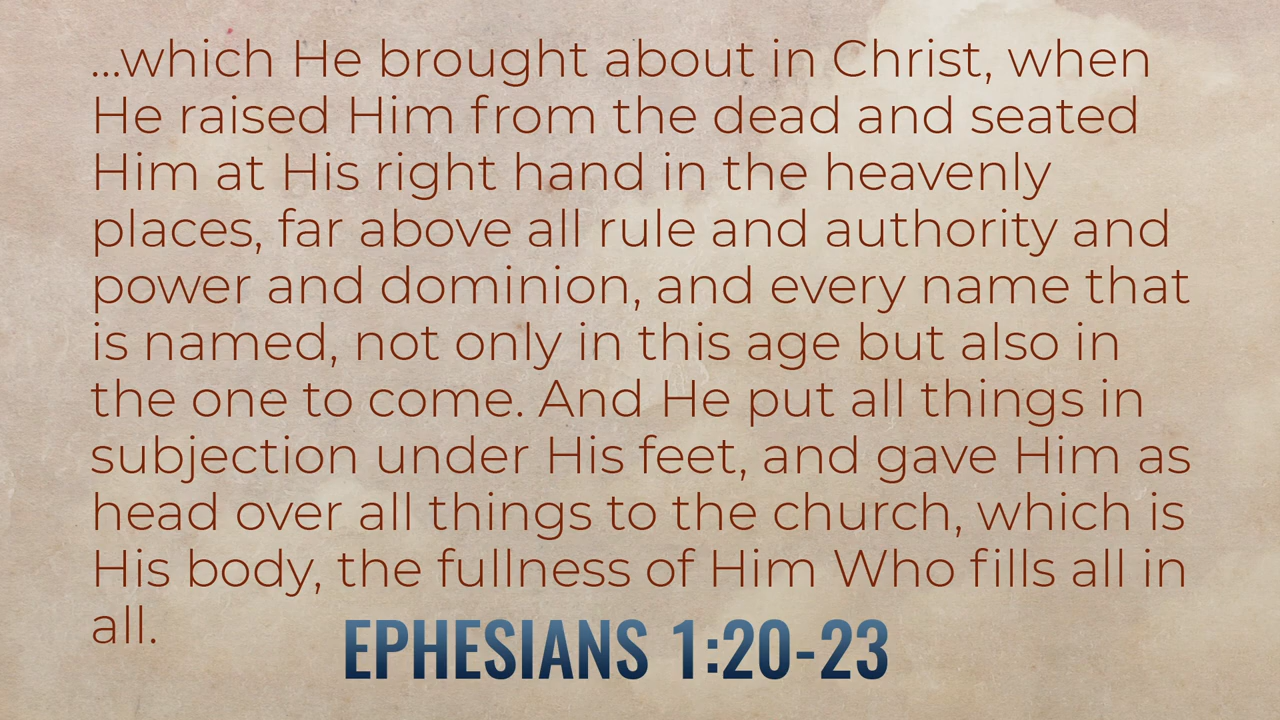 ...which He brought about in Christ, when
He raised Him from the dead and seated
Him at His right hand in the heavenly
places, far above all rule and authority and
power and dominion, and every name that
is named, not only in this age but also in
the one to come. And He put all things in
subjection under His feet, and gave Him as
head over all things to the church, which is
His body, the fullness of Him Who fills all in
all.
EPHESIANS 1:20-23